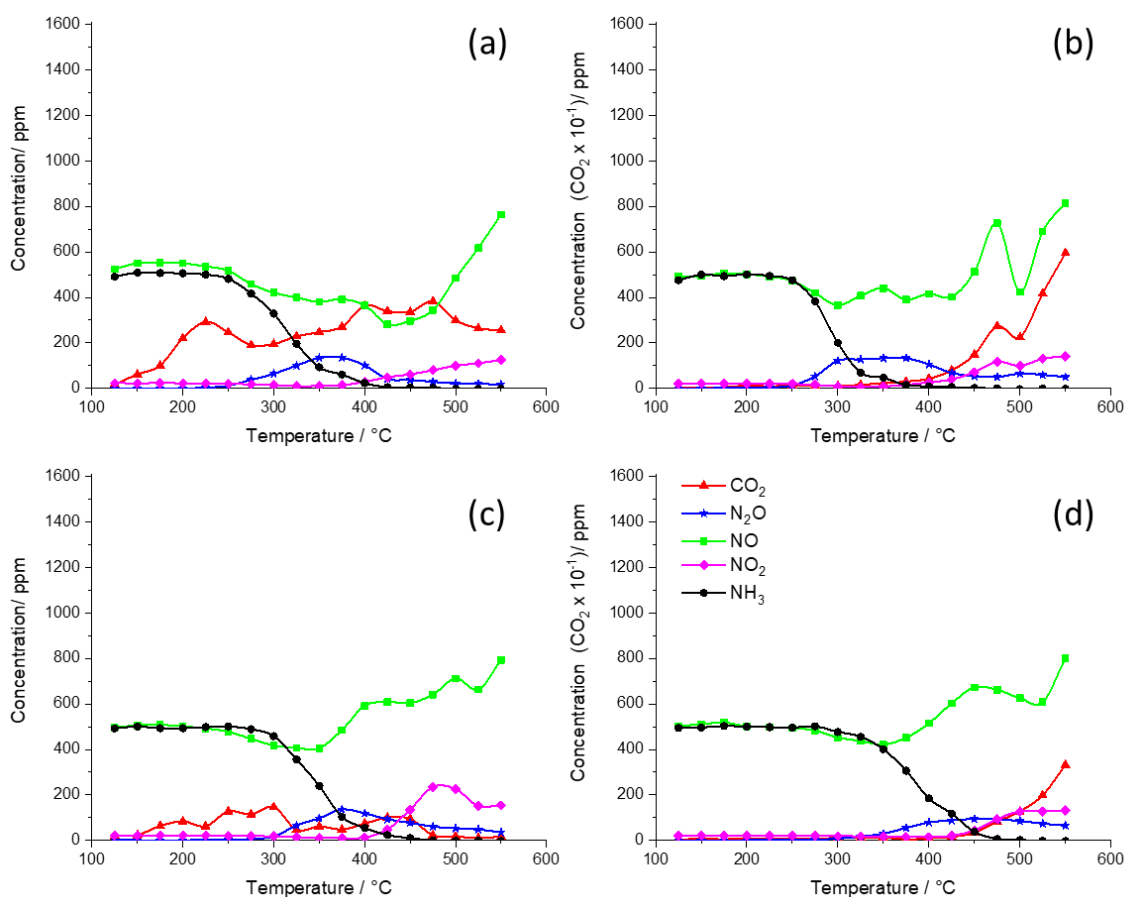 (a)
Concentration/ ppm
1600
1400
1200
1000
800
600
400
200
0
100 200 300 400 500 600
Temperature / °C
(b)
Concentration (CO₂ x 10⁻¹)/ ppm
1600
1400
1200
1000
800
600
400
200
0
100 200 300 400 500 600
Temperature / °C
(c)
Concentration/ ppm
1600
1400
1200
1000
800
600
400
200
0
100 200 300 400 500 600
Temperature / °C
(d)
Concentration (CO₂ x 10⁻¹)/ ppm
1600
1400
1200
1000
800
600
400
200
0
CO₂
N₂O
NO
NO₂
NH₃
100 200 300 400 500 600
Temperature / °C